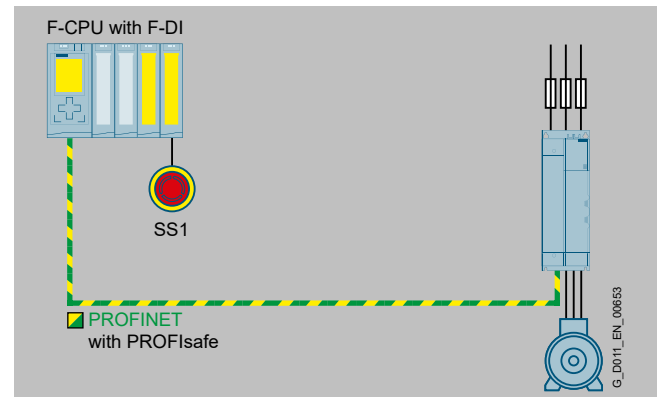 F-CPU with F-DI
SS1
PROFINET
with PROFIsafe
G_D011_EN_00653